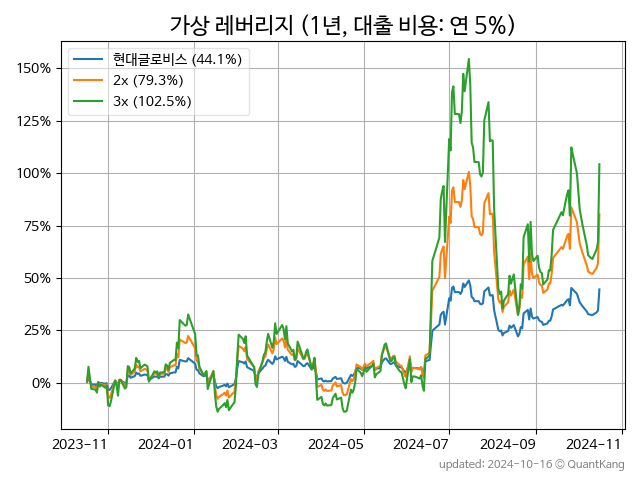 가상 레버리지 (1년, 대출 비용: 연 5%)
현대글로비스 (44.1%)
2x (79.3%)
3x (102.5%)
150%
125%
100%
75%
50%
25%
0%
2023-11 2024-01 2024-03 2024-05 2024-07 2024-09 2024-11
updated: 2024-10-16 © QuantKang